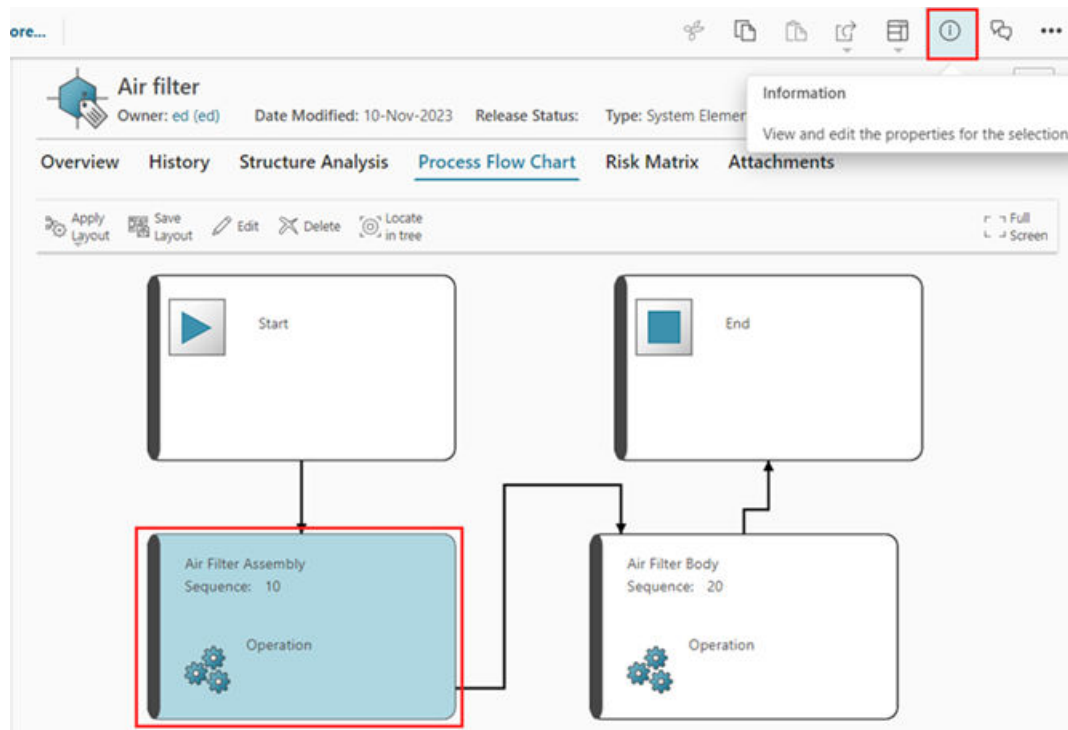 ore...
Air filter
Owner: ed (ed) Date Modified: 10-Nov-2023 Release Status: Type: System Elemen
Information
View and edit the properties for the selection
Overview History Structure Analysis Process Flow Chart Risk Matrix Attachments
Apply Layout Save Layout Edit Delete Locate in tree Full Screen
Start
End
Air Filter Assembly
Sequence: 10
Operation
Air Filter Body
Sequence: 20
Operation